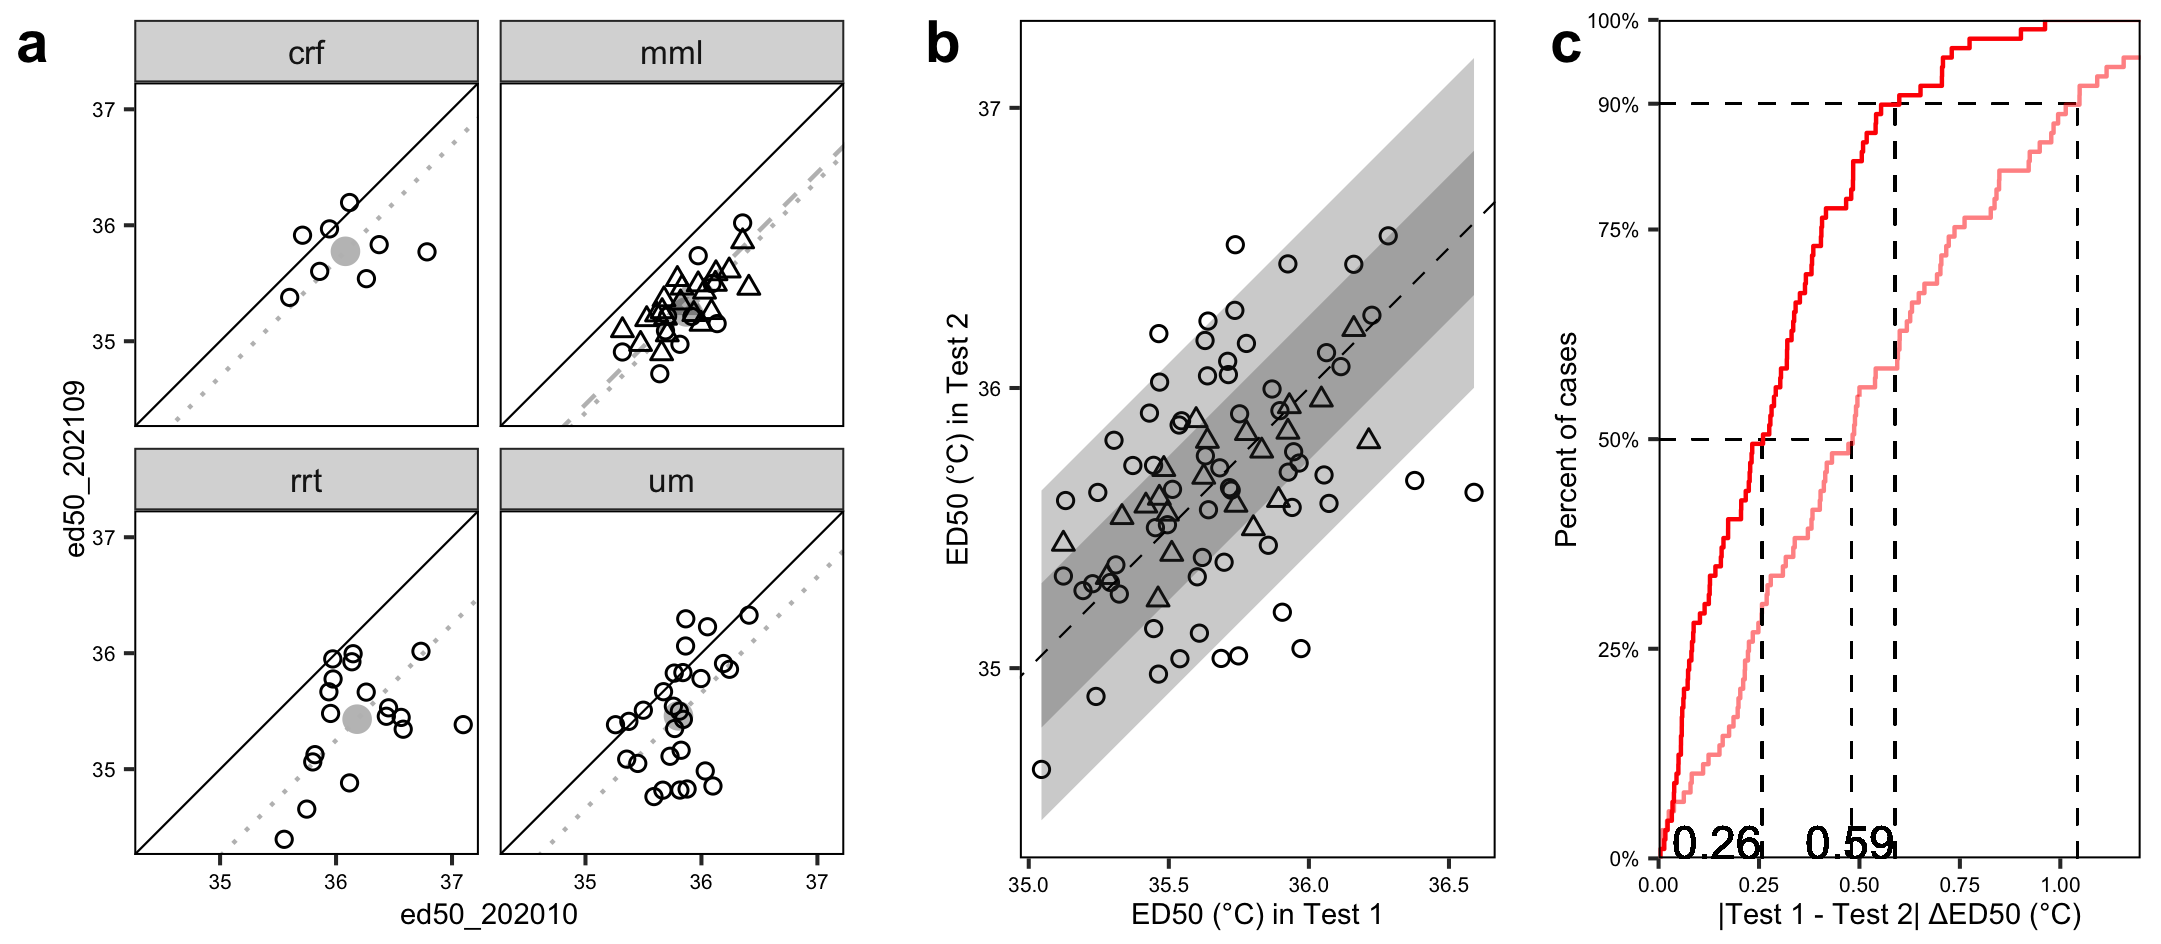 a
crf
mml
37
36
35
rrt
um
37
36
35
35
36
37
35
36
37
ed50_202109
ed50_202010
b
37
36
35
35.0
35.5
36.0
36.5
ED50 (°C) in Test 2
ED50 (°C) in Test 1
c
100%
90%
75%
50%
25%
0%
0.26
0.59
0.00
0.25
0.50
0.75
1.00
Percent of cases
|Test 1 - Test 2| ΔED50 (°C)